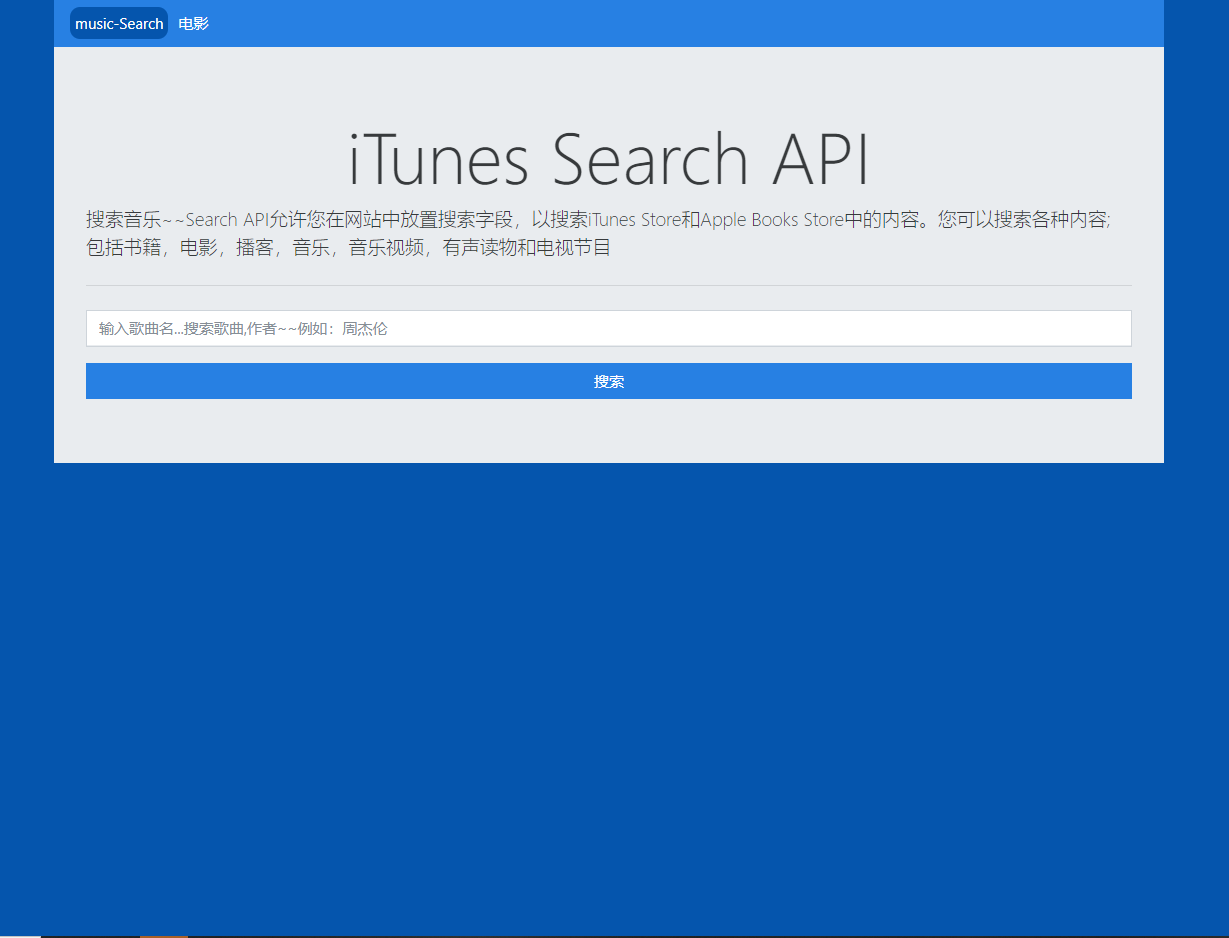 music-Search 电影
iTunes Search API
搜索音乐~~Search API允许您在网站中放置搜索字段，以搜索iTunes Store和Apple Books Store中的内容。您可以搜索各种内容;
包括书籍，电影，播客，音乐，音乐视频，有声读物和电视节目
输入歌曲名...搜索歌曲,作者~~例如：周杰伦
搜索